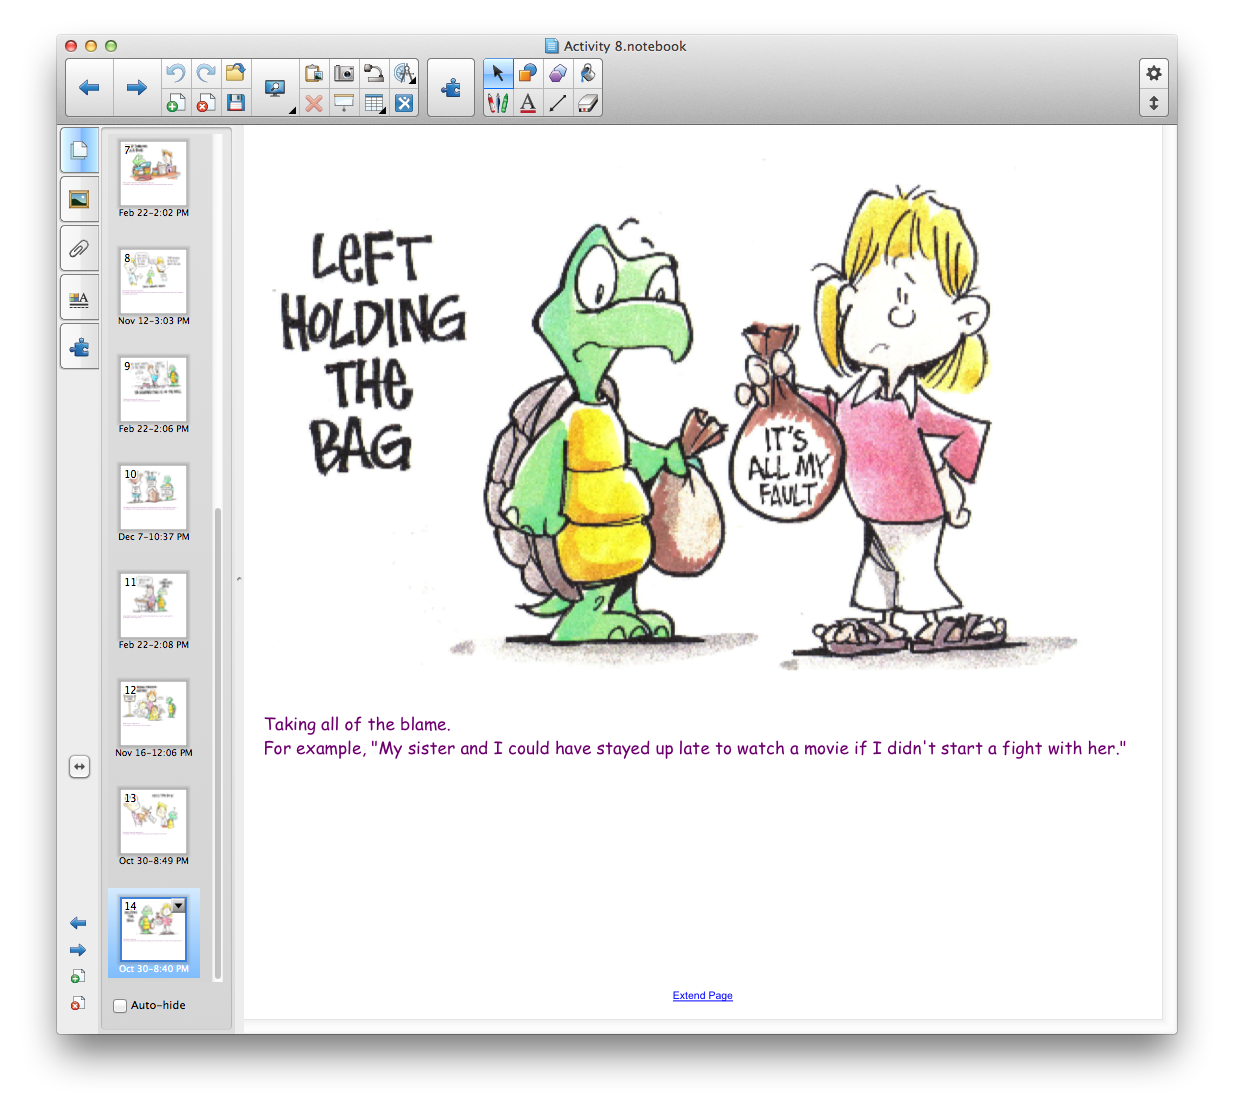 Activity 8.notebook
7
Feb 22-2:02 PM
8
Nov 12-3:03 PM
9
Feb 22-2:06 PM
10
Dec 7-10:37 PM
11
Feb 22-2:08 PM
12
Nov 16-12:06 PM
13
Oct 30-8:49 PM
14
Oct 30-8:40 PM
Auto-hide
LEFT
HOLDING
THE
BAG
IT'S
ALL MY
FAULT
Taking all of the blame.
For example, "My sister and I could have stayed up late to watch a movie if I didn't start a fight with her."
Extend Page